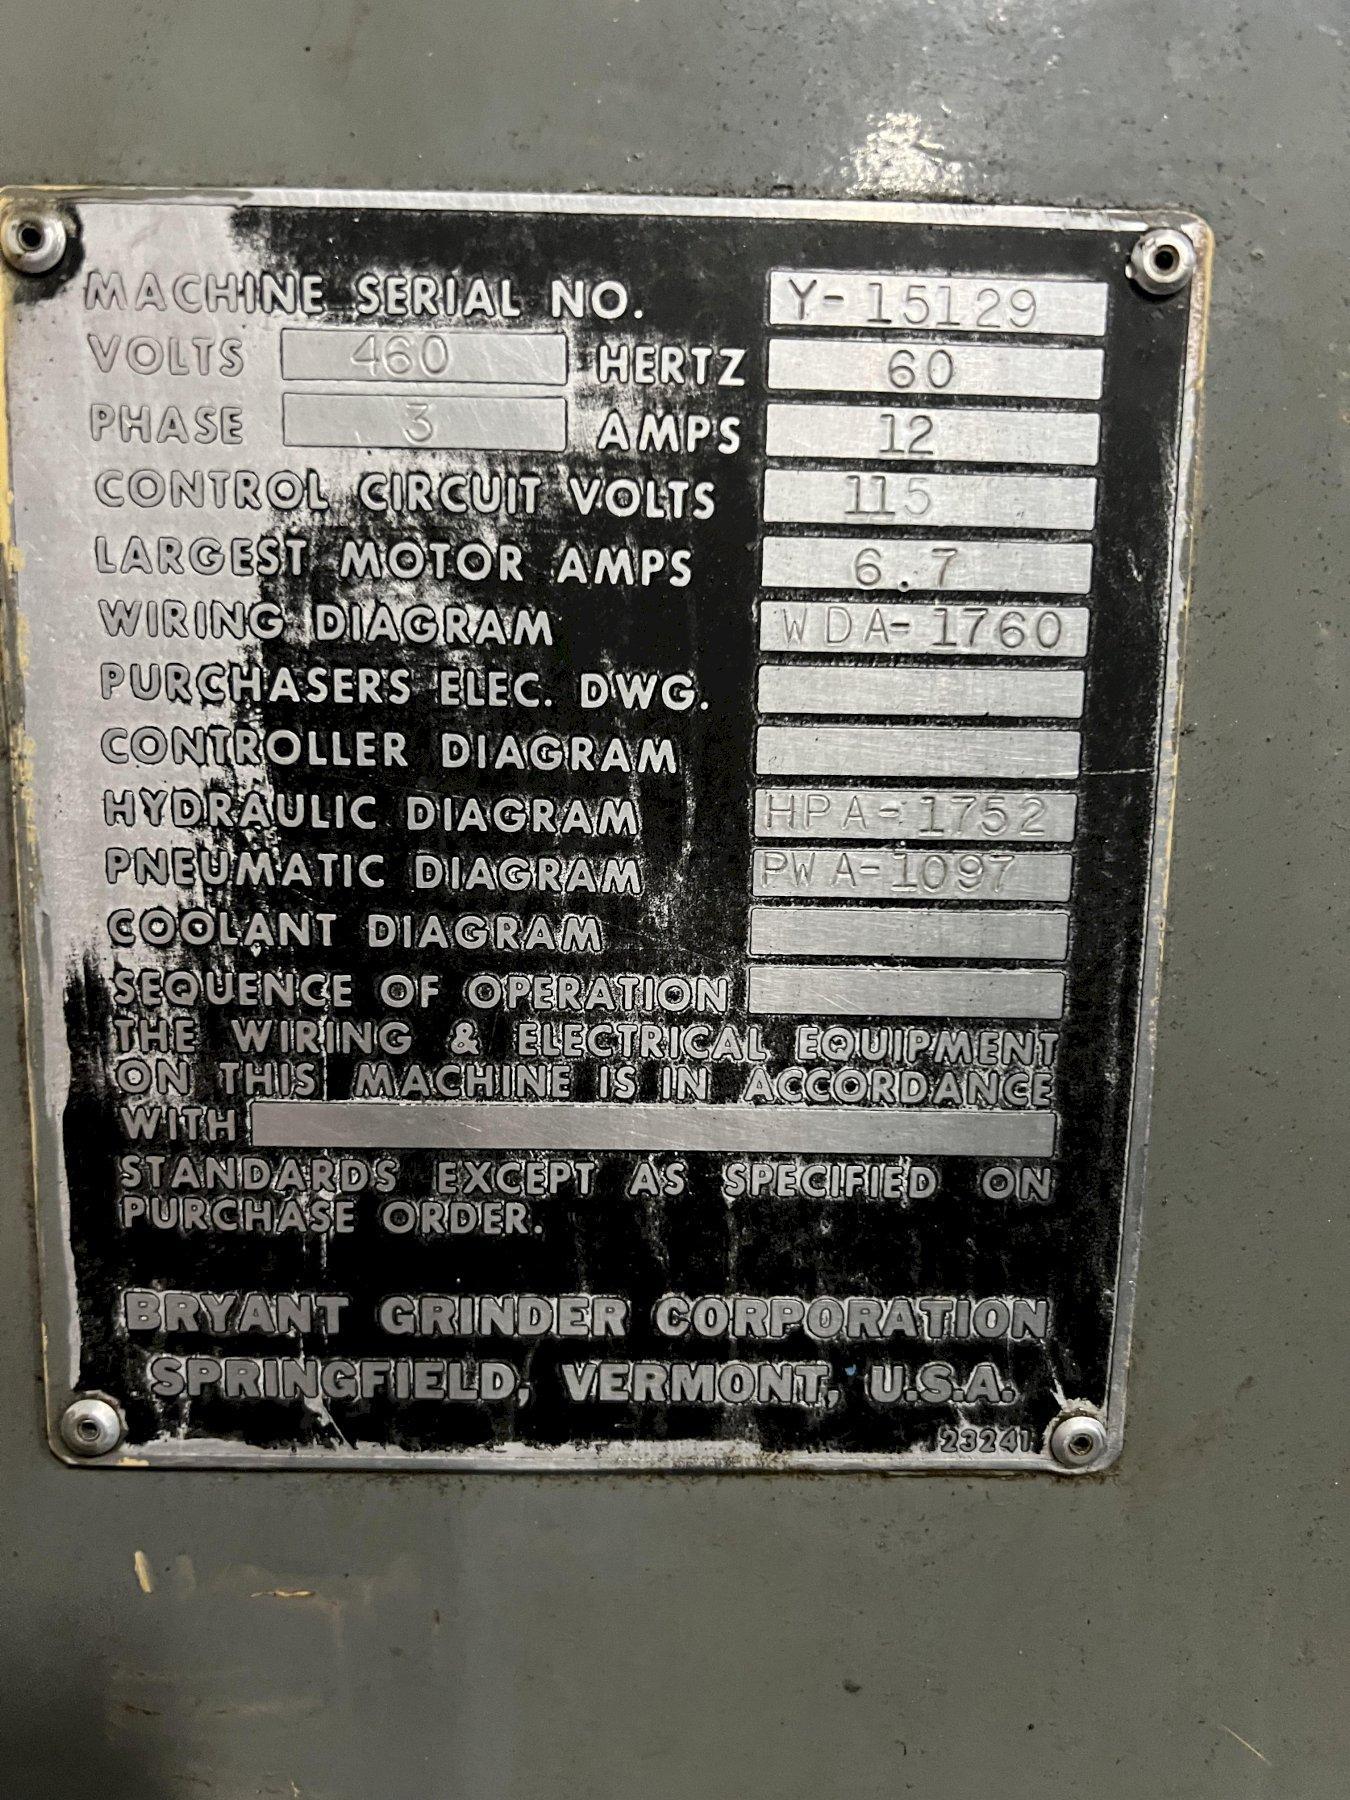 MACHINE SERIAL NO. Y-15129
VOLTS 460 HERTZ 60
PHASE 3 AMPS 12
CONTROL CIRCUIT VOLTS 115
LARGEST MOTOR AMPS 6.7
WIRING DIAGRAM WDA-1760
PURCHASER'S ELEC. DWG.
CONTROLLER DIAGRAM
HYDRAULIC DIAGRAM HPA-1752
PNEUMATIC DIAGRAM PWA-1097
COOLANT DIAGRAM
SEQUENCE OF OPERATION
THE WIRING & ELECTRICAL EQUIPMENT
ON THIS MACHINE IS IN ACCORDANCE
WITH
STANDARDS EXCEPT AS SPECIFIED ON
PURCHASE ORDER.
BRYANT GRINDER CORPORATION
SPRINGFIELD, VERMONT, U.S.A.
23241